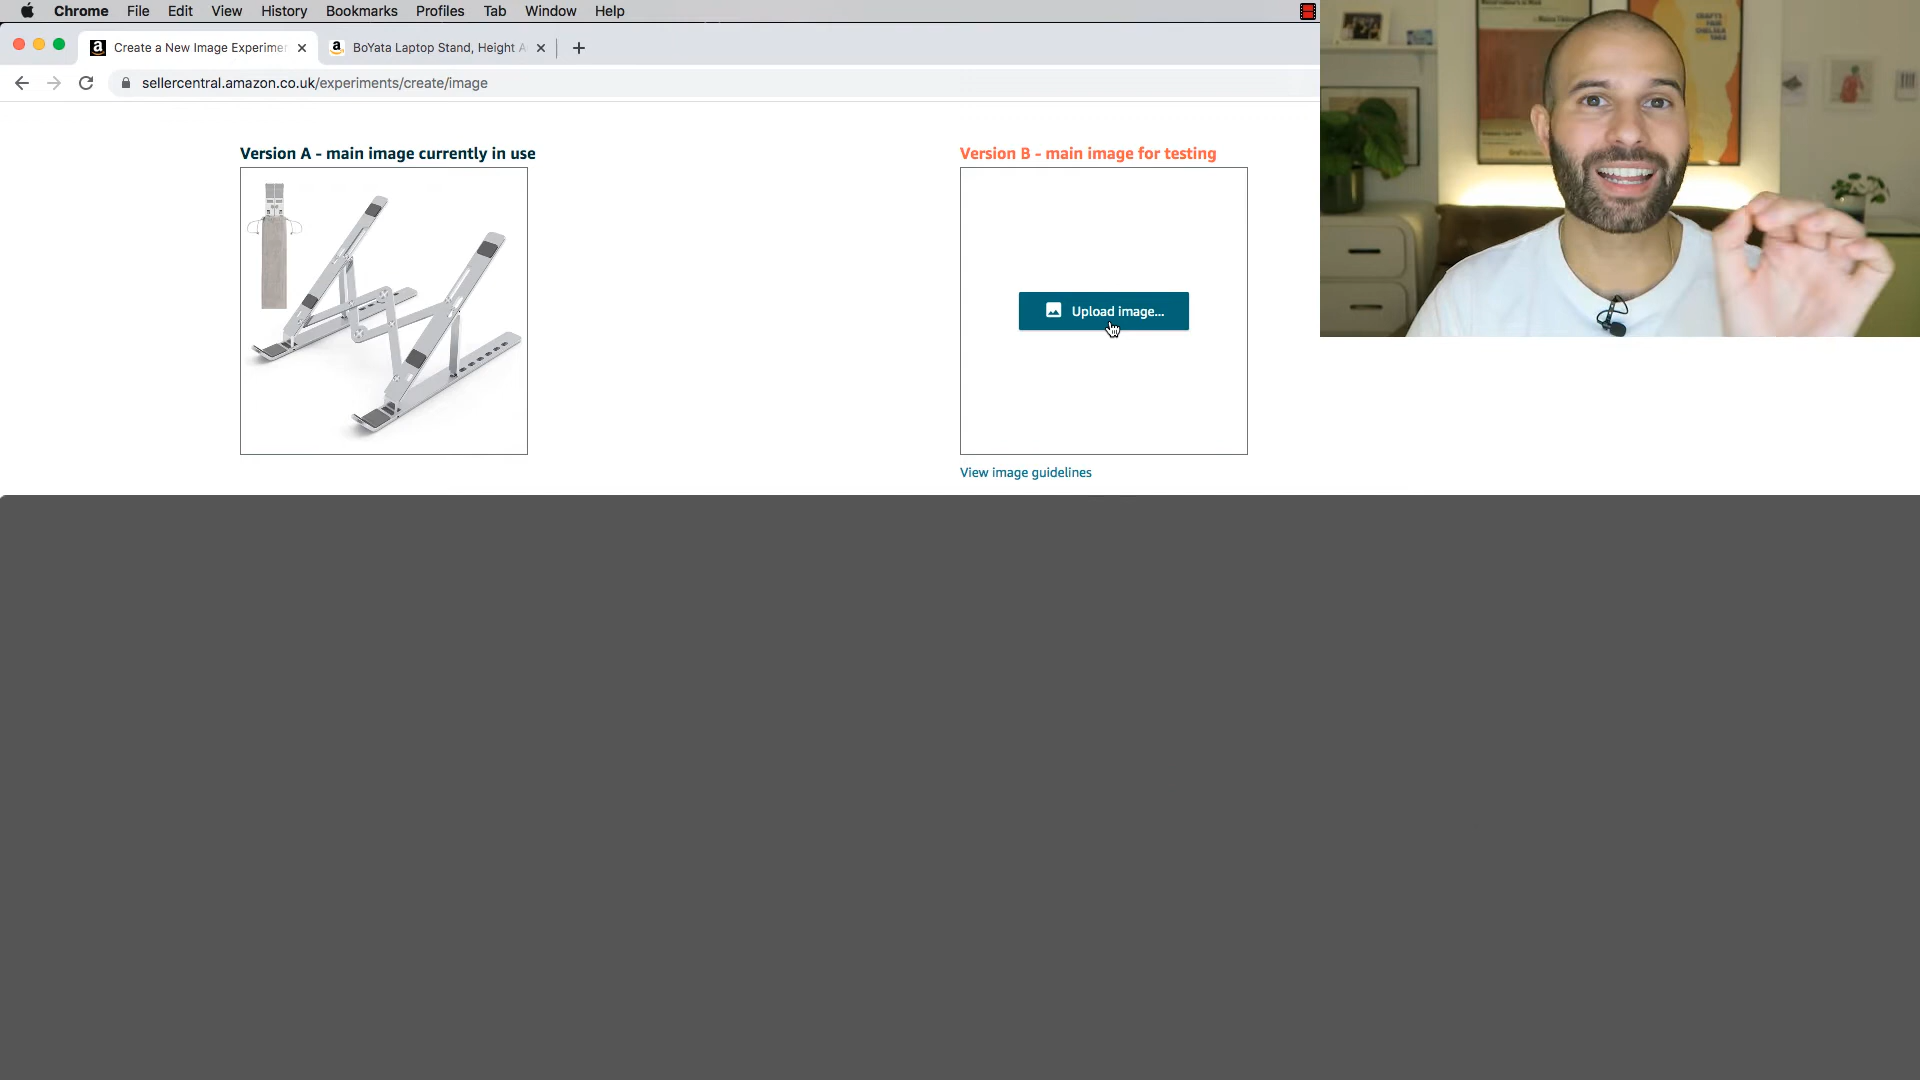 Chrome File Edit View History Bookmarks Profiles Tab Window Help
Create a New Image Experimen
BoYata Laptop Stand, Height A
sellercentral.amazon.co.uk/experiments/create/image
Version A - main image currently in use
Version B - main image for testing
Upload image...
View image guidelines